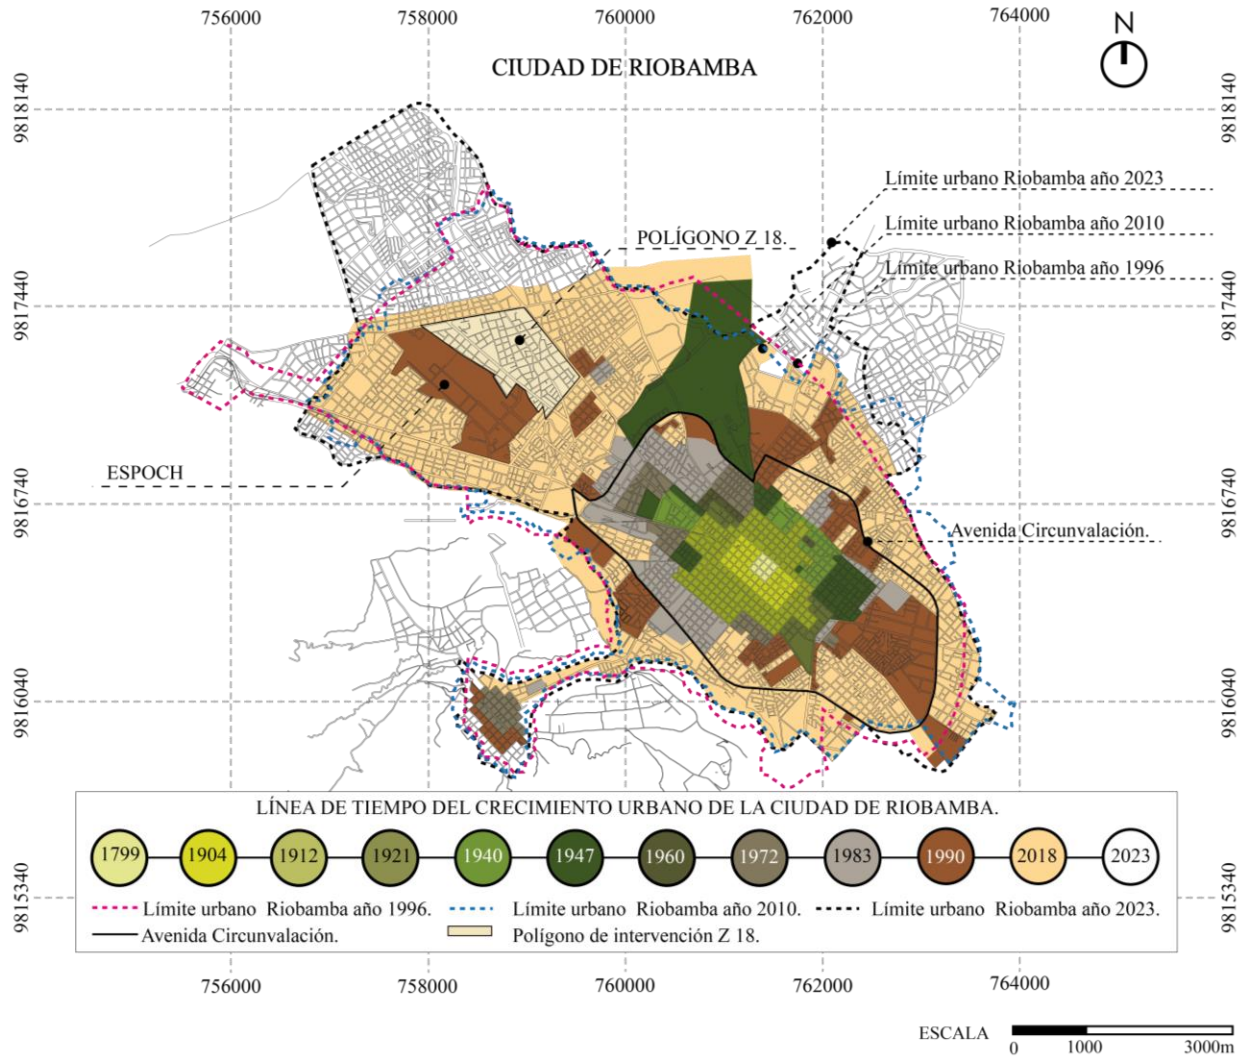 756000 758000 760000 762000 764000
N
CIUDAD DE RIOBAMBA
9818140 9818140
Límite urbano Riobamba año 2023
Límite urbano Riobamba año 2010
POLÍGONO Z 18.
Límite urbano Riobamba año 1996
9817440 9817440
ESPOCH
9816740 9816740
Avenida Circunvalación.
9816040 9816040
LÍNEA DE TIEMPO DEL CRECIMIENTO URBANO DE LA CIUDAD DE RIOBAMBA.
1799 1904 1912 1921 1940 1947 1960 1972 1983 1990 2018 2023
9815340 9815340
Límite urbano Riobamba año 1996. Límite urbano Riobamba año 2010. Límite urbano Riobamba año 2023.
Avenida Circunvalación. Polígono de intervención Z 18.
756000 758000 760000 762000 764000
ESCALA
0 1000 3000m